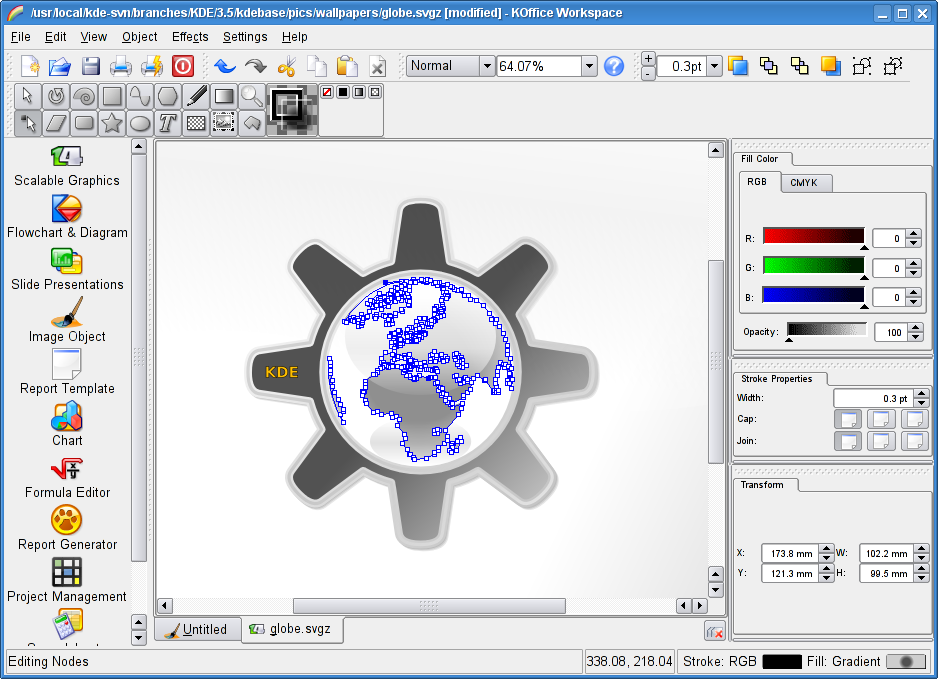 /usr/local/kde-svn/branches/KDE/3.5/kdebase/pics/wallpapers/globe.svgz [modified] - KOffice Workspace
File Edit View Object Effects Settings Help
Normal 64.07% 0.3pt
Scalable Graphics
Flowchart & Diagram
Slide Presentations
Image Object
Report Template
Chart
Formula Editor
Report Generator
Project Management
KDE
Untitled globe.svgz
Fill Color
RGB CMYK
R: 0
G: 0
B: 0
Opacity: 100
Stroke Properties
Width: 0.3 pt
Cap:
Join:
Transform
X: 173.8 mm W: 102.2 mm
Y: 121.3 mm H: 99.5 mm
Editing Nodes 338.08, 218.04 Stroke: RGB Fill: Gradient